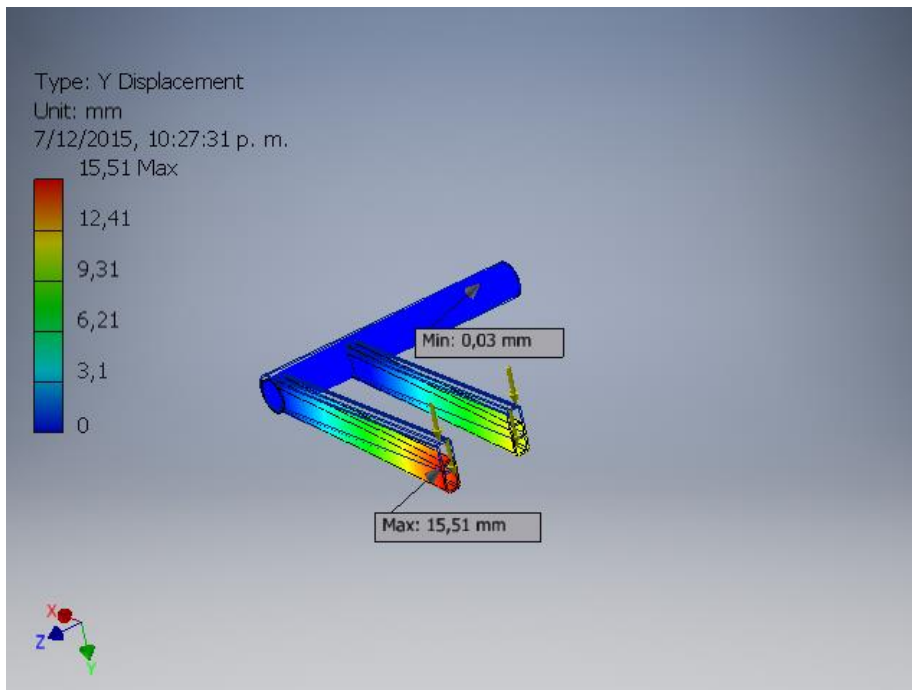 Type: Y Displacement
Unit: mm
7/12/2015, 10:27:31 p. m.
15,51 Max
12,41
9,31
6,21
3,1
0
Min: 0,03 mm
Max: 15,51 mm
X
Z
Y